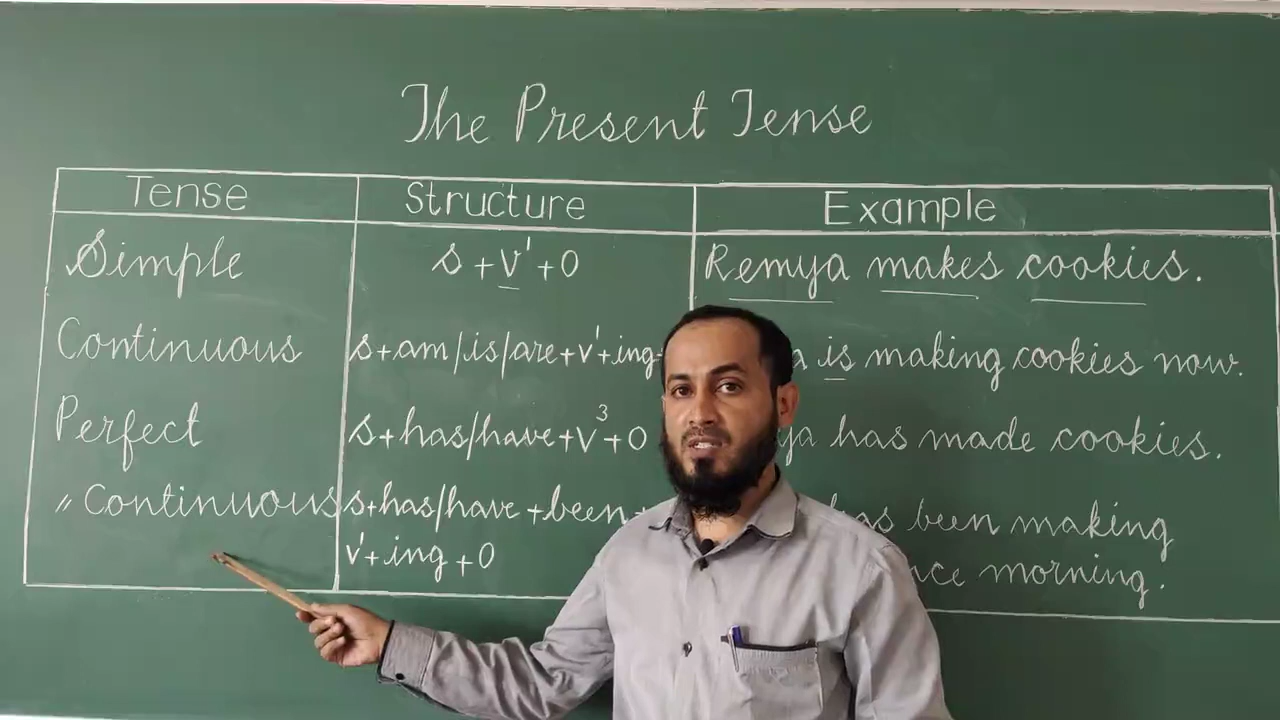 The Present Tense
Tense Structure Example
Simple S + V¹ + O Remya makes cookies.
Continuous S+am/is/are+V¹+ing is making cookies now.
Perfect S+has/have+V³+O has made cookies.
〃 Continuous S+has/have+been+ has been making
V¹+ing+O morning.